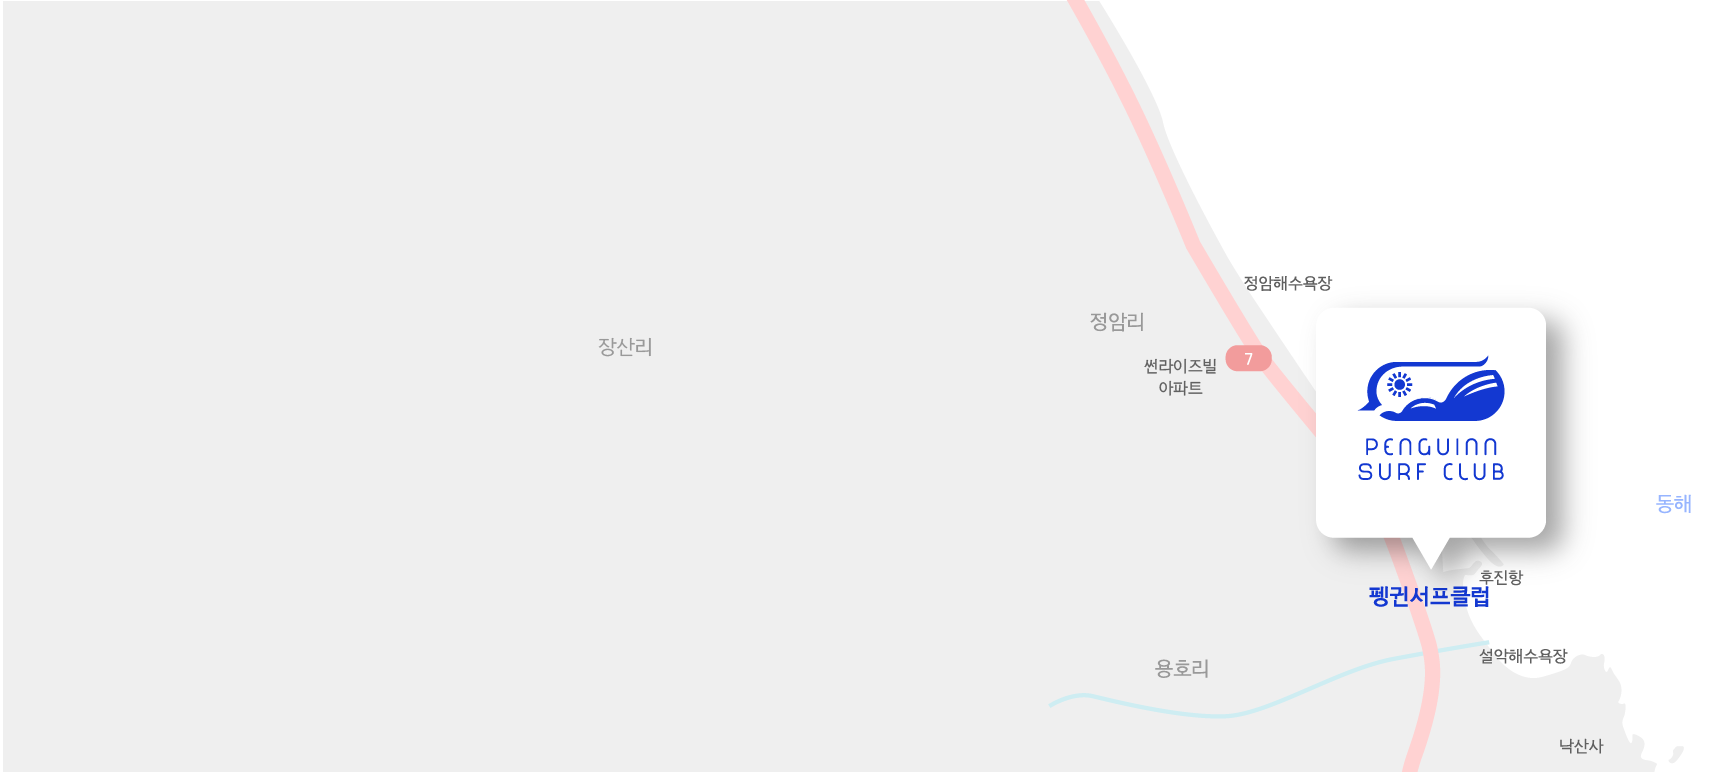 정암해수욕장
정암리
장산리
썬라이즈빌
아파트
7
PENGUINN
SURF CLUB
동해
후진항
펭귄서프클럽
설악해수욕장
용호리
낙산사